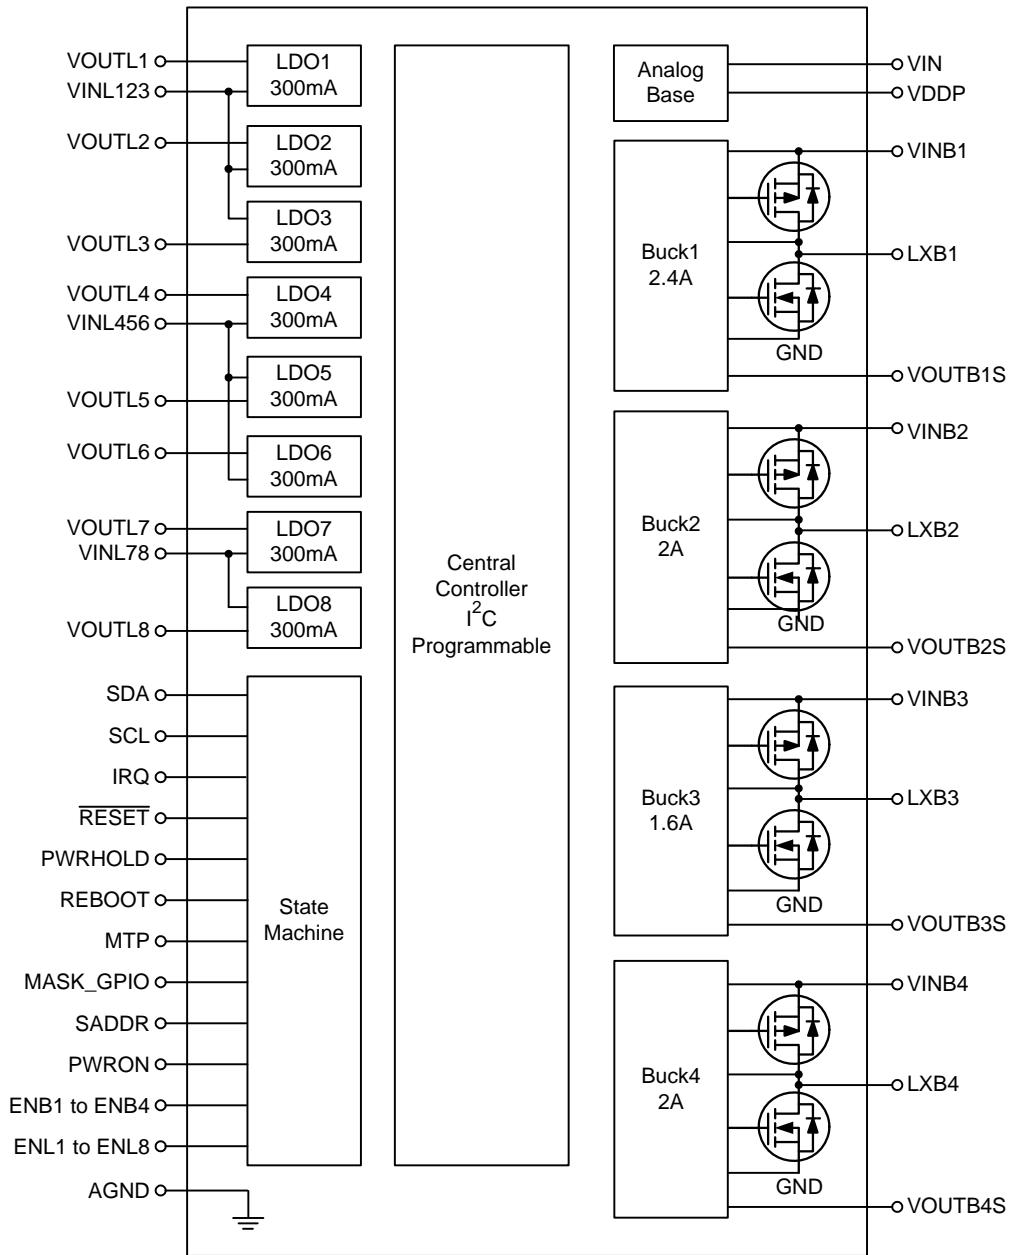 VOUTL1
VINL123
VOUTL2
VOUTL3
VOUTL4
VINL456
VOUTL5
VOUTL6
VOUTL7
VINL78
VOUTL8
SDA
SCL
IRQ
RESET
PWRHOLD
REBOOT
MTP
MASK_GPIO
SADDR
PWRON
ENB1 to ENB4
ENL1 to ENL8
AGND
LDO1
300mA
LDO2
300mA
LDO3
300mA
LDO4
300mA
LDO5
300mA
LDO6
300mA
LDO7
300mA
LDO8
300mA
State
Machine
Central
Controller
I²C
Programmable
Analog
Base
Buck1
2.4A
GND
Buck2
2A
GND
Buck3
1.6A
GND
Buck4
2A
GND
VIN
VDDP
VINB1
LXB1
VOUTB1S
VINB2
LXB2
VOUTB2S
VINB3
LXB3
VOUTB3S
VINB4
LXB4
VOUTB4S